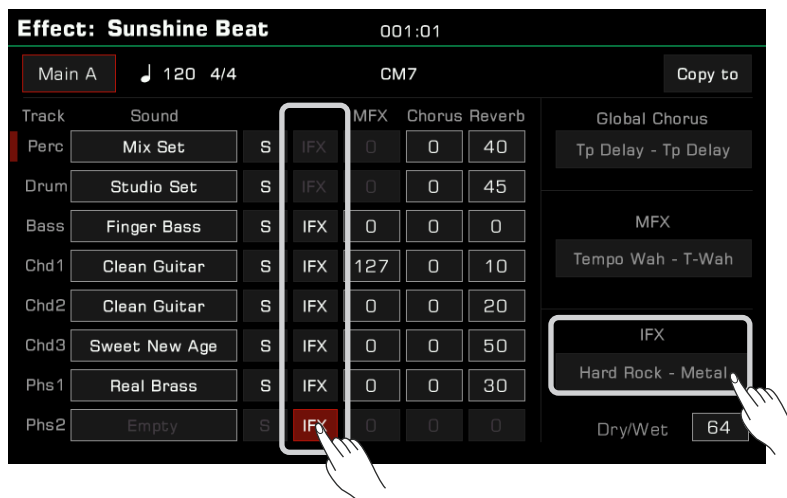 Effect: Sunshine Beat 001:01
Main A 120 4/4 CM7 Copy to
Track Sound MFX Chorus Reverb Global Chorus
Perc Mix Set S IFX 0 0 40 Tp Delay - Tp Delay
Drum Studio Set S IFX 0 0 45
Bass Finger Bass S IFX 0 0 0 MFX
Chd1 Clean Guitar S IFX 127 0 10 Tempo Wah - T-Wah
Chd2 Clean Guitar S IFX 0 0 20
Chd3 Sweet New Age S IFX 0 0 50 IFX
Phs1 Real Brass S IFX 0 0 30 Hard Rock - Metal
Phs2 Empty S IFX 0 0 0 Dry/Wet 64